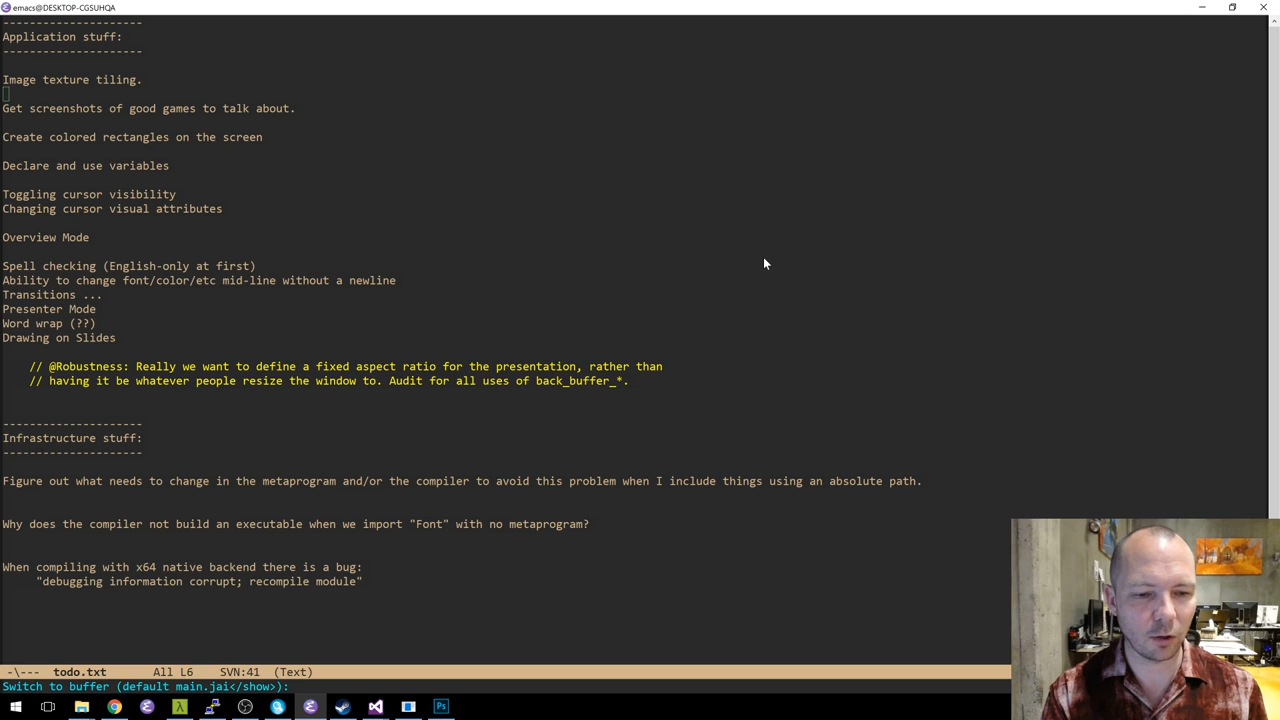 emacs@DESKTOP-CGSUHQA
---------------------
Application stuff:
---------------------
Image texture tiling.
Get screenshots of good games to talk about.
Create colored rectangles on the screen
Declare and use variables
Toggling cursor visibility
Changing cursor visual attributes
Overview Mode
Spell checking (English-only at first)
Ability to change font/color/etc mid-line without a newline
Transitions ...
Presenter Mode
Word wrap (??)
Drawing on Slides
// @Robustness: Really we want to define a fixed aspect ratio for the presentation, rather than
// having it be whatever people resize the window to. Audit for all uses of back_buffer_*.
---------------------
Infrastructure stuff:
---------------------
Figure out what needs to change in the metaprogram and/or the compiler to avoid this problem when I include things using an absolute path.
Why does the compiler not build an executable when we import "Font" with no metaprogram?
When compiling with x64 native backend there is a bug:
"debugging information corrupt; recompile module"
-\--- todo.txt All L6 SVN:41 (Text)
Switch to buffer (default main.jai</show>):
Ps